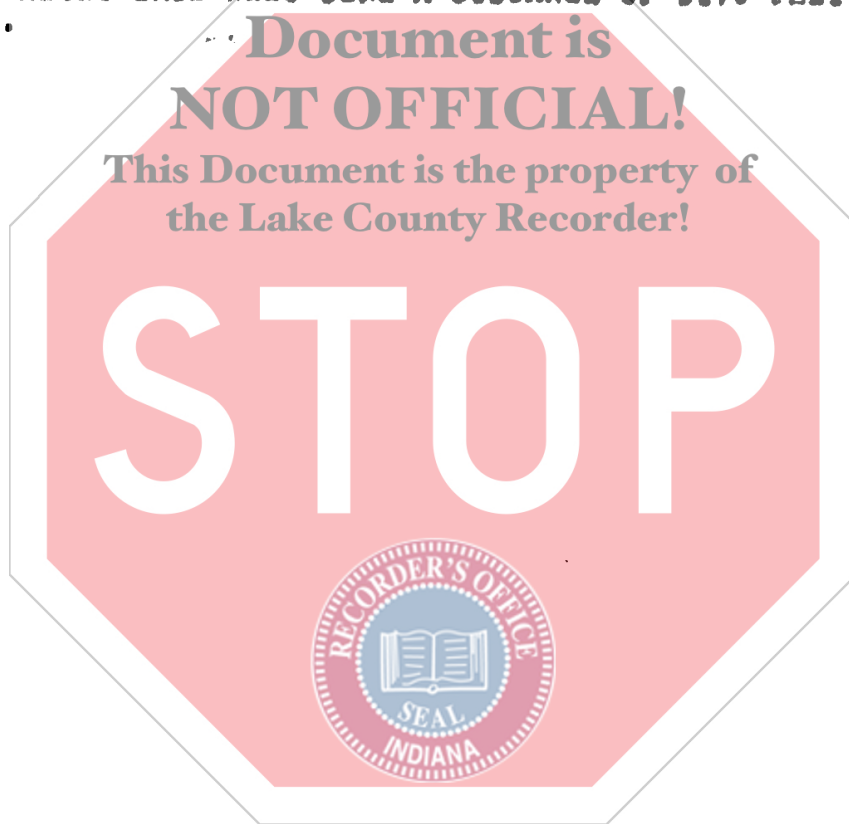 Document is
NOT OFFICIAL!
This Document is the property of
the Lake County Recorder!
STOP
RECORDER'S OFFICE
SEAL
INDIANA